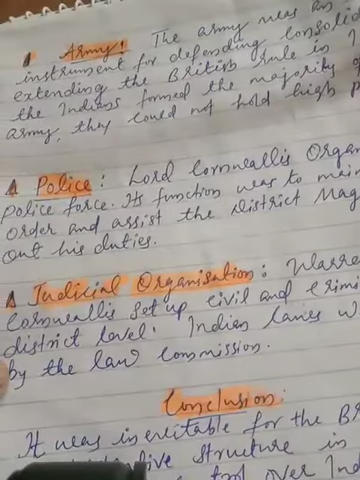 Army: The army was an
instrument for defending consolid
extending the British rule in I
the Indians formed the majority of
army, they could not hold high p
Police: Lord Cornwallis Organ
Police force. Its function was to main
Order and assist the District Mag
out his duties.
Judicial Organisation: Warre
Cornwallis set up civil and crimi
district level. Indian laws w
by the law commission.
Conclusion:
It was inevitable for the Br
tive structure in
over Ind